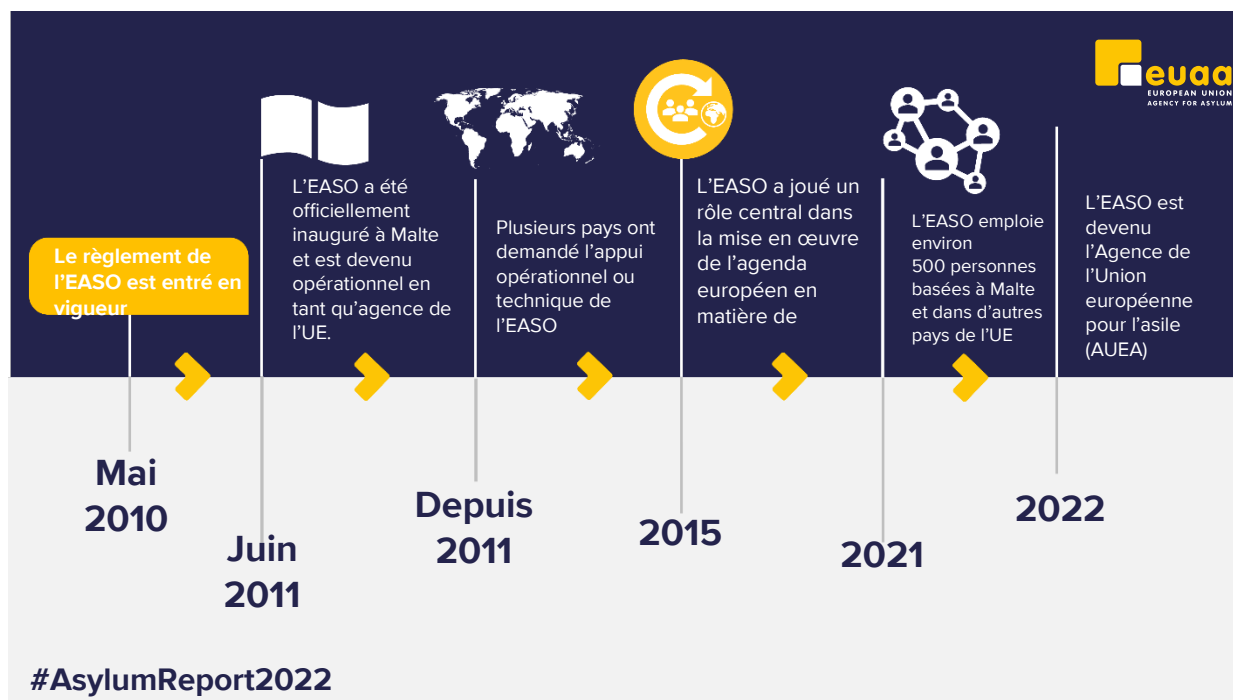 euaa
EUROPEAN UNION
AGENCY FOR ASYLUM
Le règlement de
l’EASO est entré en
vigueur
Mai
2010
L’EASO a été
officiellement
inauguré à Malte
et est devenu
opérationnel en
tant qu’agence de
l’UE.
Juin
2011
Plusieurs pays ont
demandé l’appui
opérationnel ou
technique de
l’EASO
Depuis
2011
L’EASO a joué un
rôle central dans
la mise en œuvre
de l’agenda
européen en
matière de
2015
L’EASO emploie
environ
500 personnes
basées à Malte
et dans d’autres
pays de l’UE
2021
L’EASO est
devenu
l’Agence de
l’Union
européenne
pour l’asile
(AUEA)
2022
#AsylumReport2022